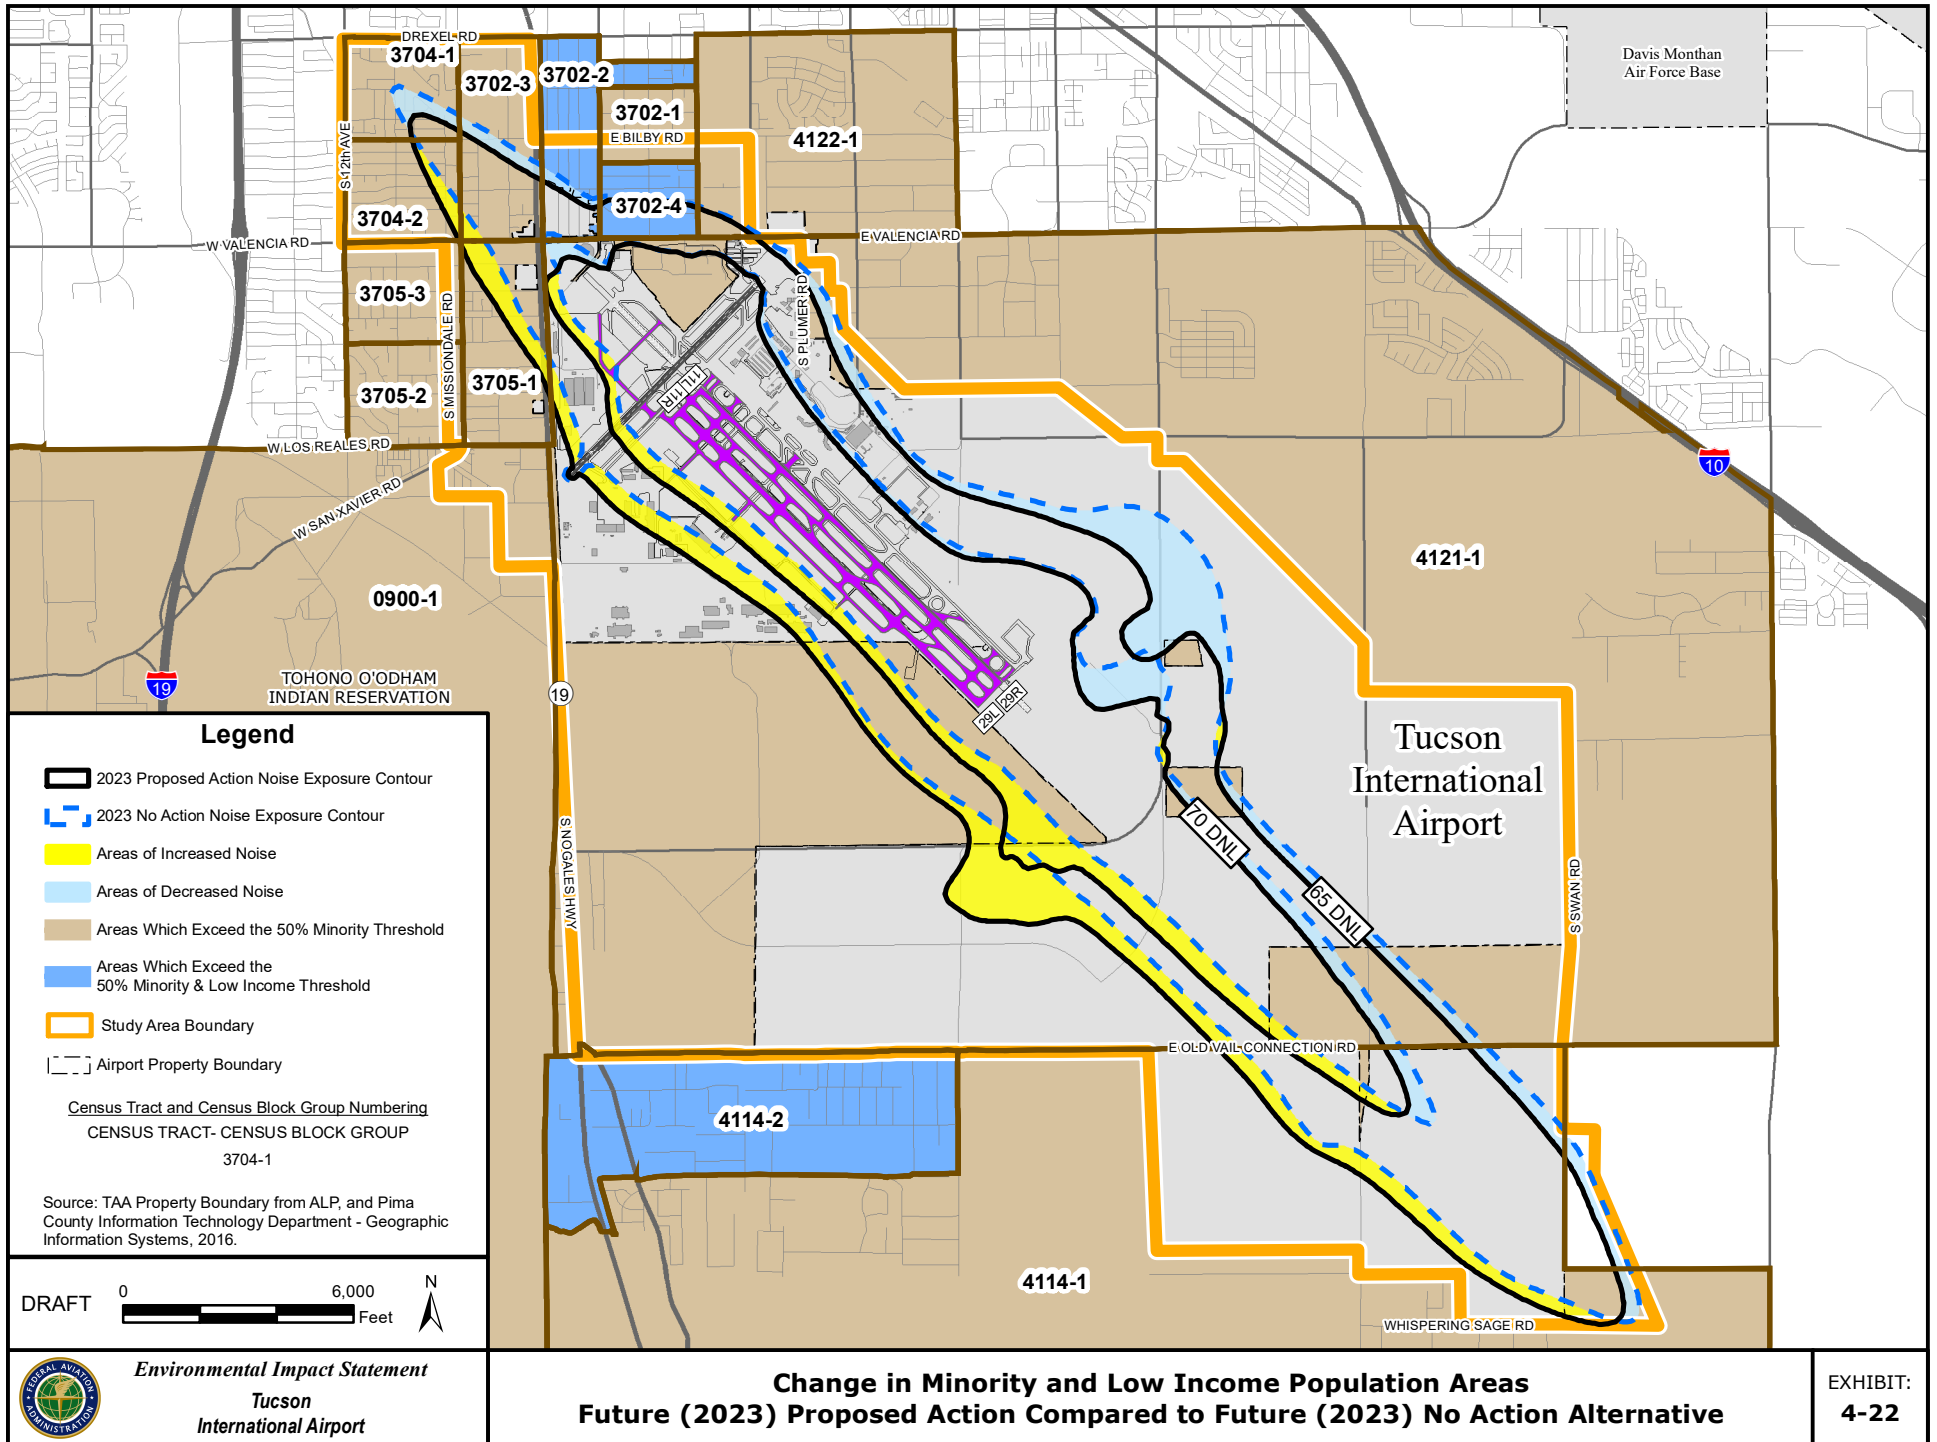 DREXEL RD
3704-1
3702-3
3702-2
3702-1
E BILBY RD
4122-1
Davis Monthan
Air Force Base
S 12th AVE
3704-2
3702-4
W VALENCIA RD
E VALENCIA RD
3705-3
S MISSIONDALE RD
S PLUMER RD
3705-2
3705-1
11L
11R
W LOS REALES RD
10
W SAN XAVIER RD
4121-1
0900-1
TOHONO O'ODHAM
INDIAN RESERVATION
19
19
29L
29R
Tucson
International
Airport
70 DNL
65 DNL
S NOGALES HWY
S SWAN RD
E OLD VAIL CONNECTION RD
4114-2
4114-1
WHISPERING SAGE RD
Legend
2023 Proposed Action Noise Exposure Contour
2023 No Action Noise Exposure Contour
Areas of Increased Noise
Areas of Decreased Noise
Areas Which Exceed the 50% Minority Threshold
Areas Which Exceed the
50% Minority & Low Income Threshold
Study Area Boundary
Airport Property Boundary
Census Tract and Census Block Group Numbering
CENSUS TRACT- CENSUS BLOCK GROUP
3704-1
Source: TAA Property Boundary from ALP, and Pima
County Information Technology Department - Geographic
Information Systems, 2016.
DRAFT
0
6,000
Feet
N
FEDERAL AVIATION
ADMINISTRATION
Environmental Impact Statement
Tucson
International Airport
Change in Minority and Low Income Population Areas
Future (2023) Proposed Action Compared to Future (2023) No Action Alternative
EXHIBIT:
4-22